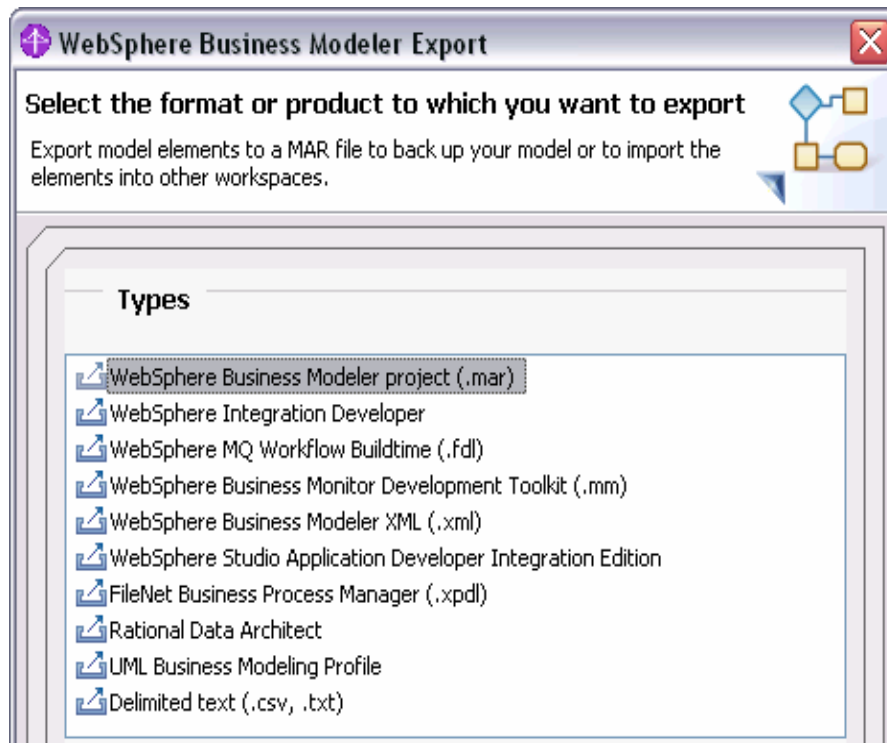 WebSphere Business Modeler Export
Select the format or product to which you want to export
Export model elements to a MAR file to back up your model or to import the
elements into other workspaces.
Types
WebSphere Business Modeler project (.mar)
WebSphere Integration Developer
WebSphere MQ Workflow Buildtime (.fdl)
WebSphere Business Monitor Development Toolkit (.mm)
WebSphere Business Modeler XML (.xml)
WebSphere Studio Application Developer Integration Edition
FileNet Business Process Manager (.xpdl)
Rational Data Architect
UML Business Modeling Profile
Delimited text (.csv, .txt)